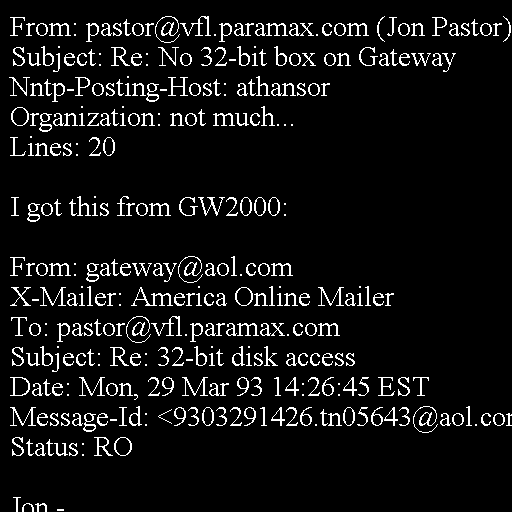 From: pastor@vfl.paramax.com (Jon Pastor)
Subject: Re: No 32-bit box on Gateway
Nntp-Posting-Host: athansor
Organization: not much...
Lines: 20

I got this from GW2000:

From: gateway@aol.com
X-Mailer: America Online Mailer
To: pastor@vfl.paramax.com
Subject: Re: 32-bit disk access
Date: Mon, 29 Mar 93 14:26:45 EST
Message-Id: <9303291426.tn05643@aol.com
Status: RO

Jon -